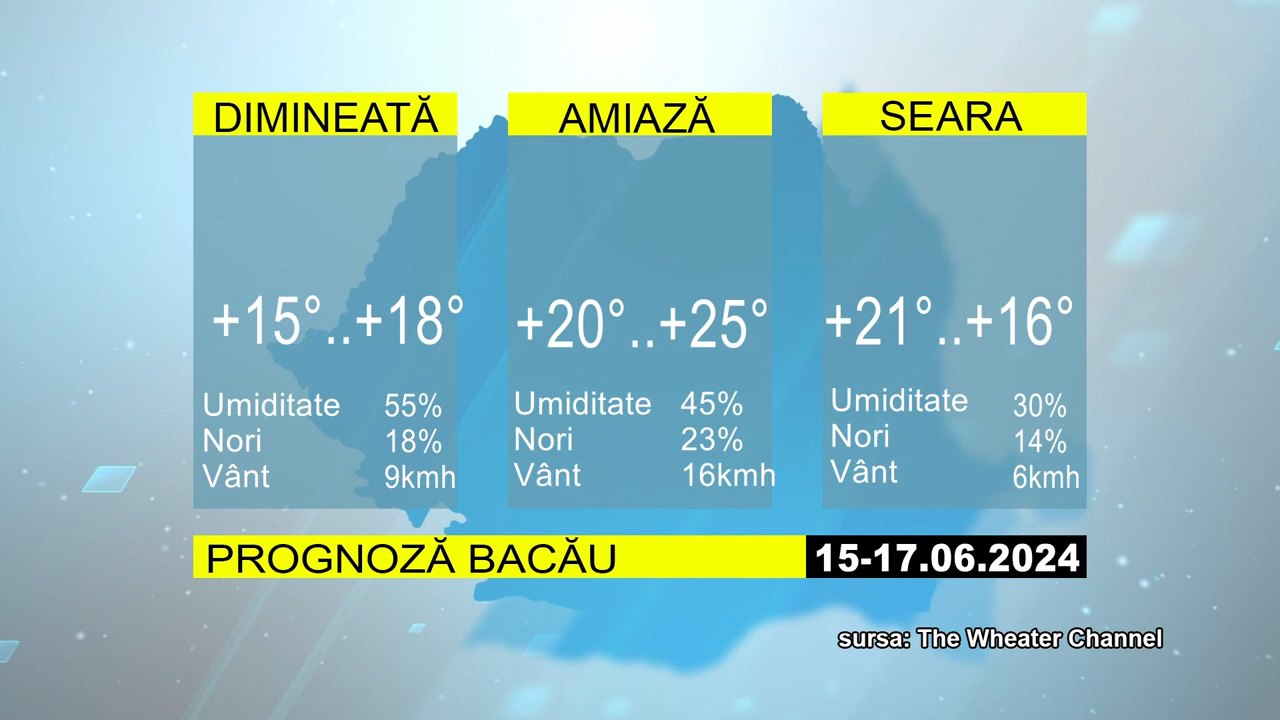 DIMINEATĂ
+15°..+18°
Umiditate 55%
Nori 18%
Vânt 9kmh
AMIAZĂ
+20°..+25°
Umiditate 45%
Nori 23%
Vânt 16kmh
SEARA
+21°..+16°
Umiditate 30%
Nori 14%
Vânt 6kmh
PROGNOZĂ BACĂU 15-17.06.2024
sursa: The Wheater Channel